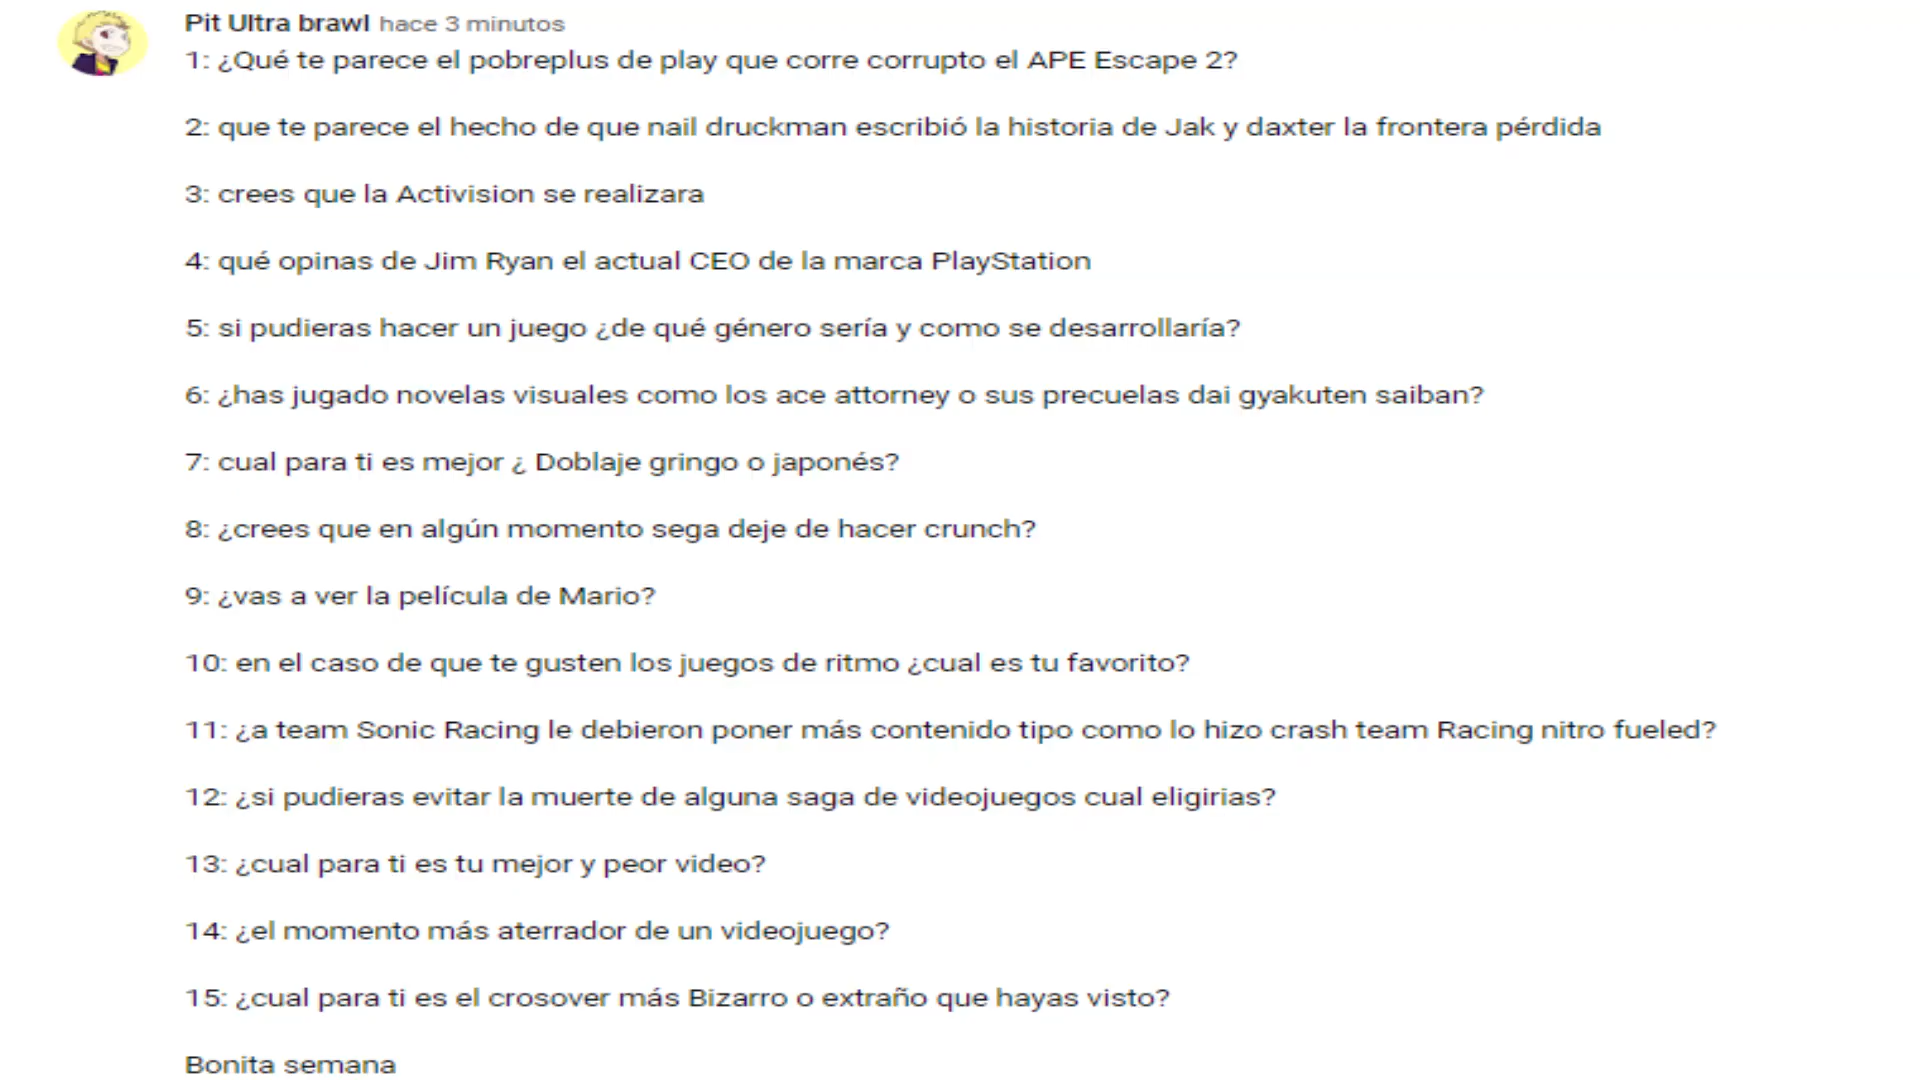 Pit Ultra brawl hace 3 minutos
1: ¿Qué te parece el pobreplus de play que corre corrupto el APE Escape 2?
2: que te parece el hecho de que nail druckman escribió la historia de Jak y daxter la frontera pérdida
3: crees que la Activision se realizara
4: qué opinas de Jim Ryan el actual CEO de la marca PlayStation
5: si pudieras hacer un juego ¿de qué género sería y como se desarrollaría?
6: ¿has jugado novelas visuales como los ace attorney o sus precuelas dai gyakuten saiban?
7: cual para ti es mejor ¿ Doblaje gringo o japonés?
8: ¿crees que en algún momento sega deje de hacer crunch?
9: ¿vas a ver la película de Mario?
10: en el caso de que te gusten los juegos de ritmo ¿cual es tu favorito?
11: ¿a team Sonic Racing le debieron poner más contenido tipo como lo hizo crash team Racing nitro fueled?
12: ¿si pudieras evitar la muerte de alguna saga de videojuegos cual eligirias?
13: ¿cual para ti es tu mejor y peor video?
14: ¿el momento más aterrador de un videojuego?
15: ¿cual para ti es el crosover más Bizarro o extraño que hayas visto?
Bonita semana